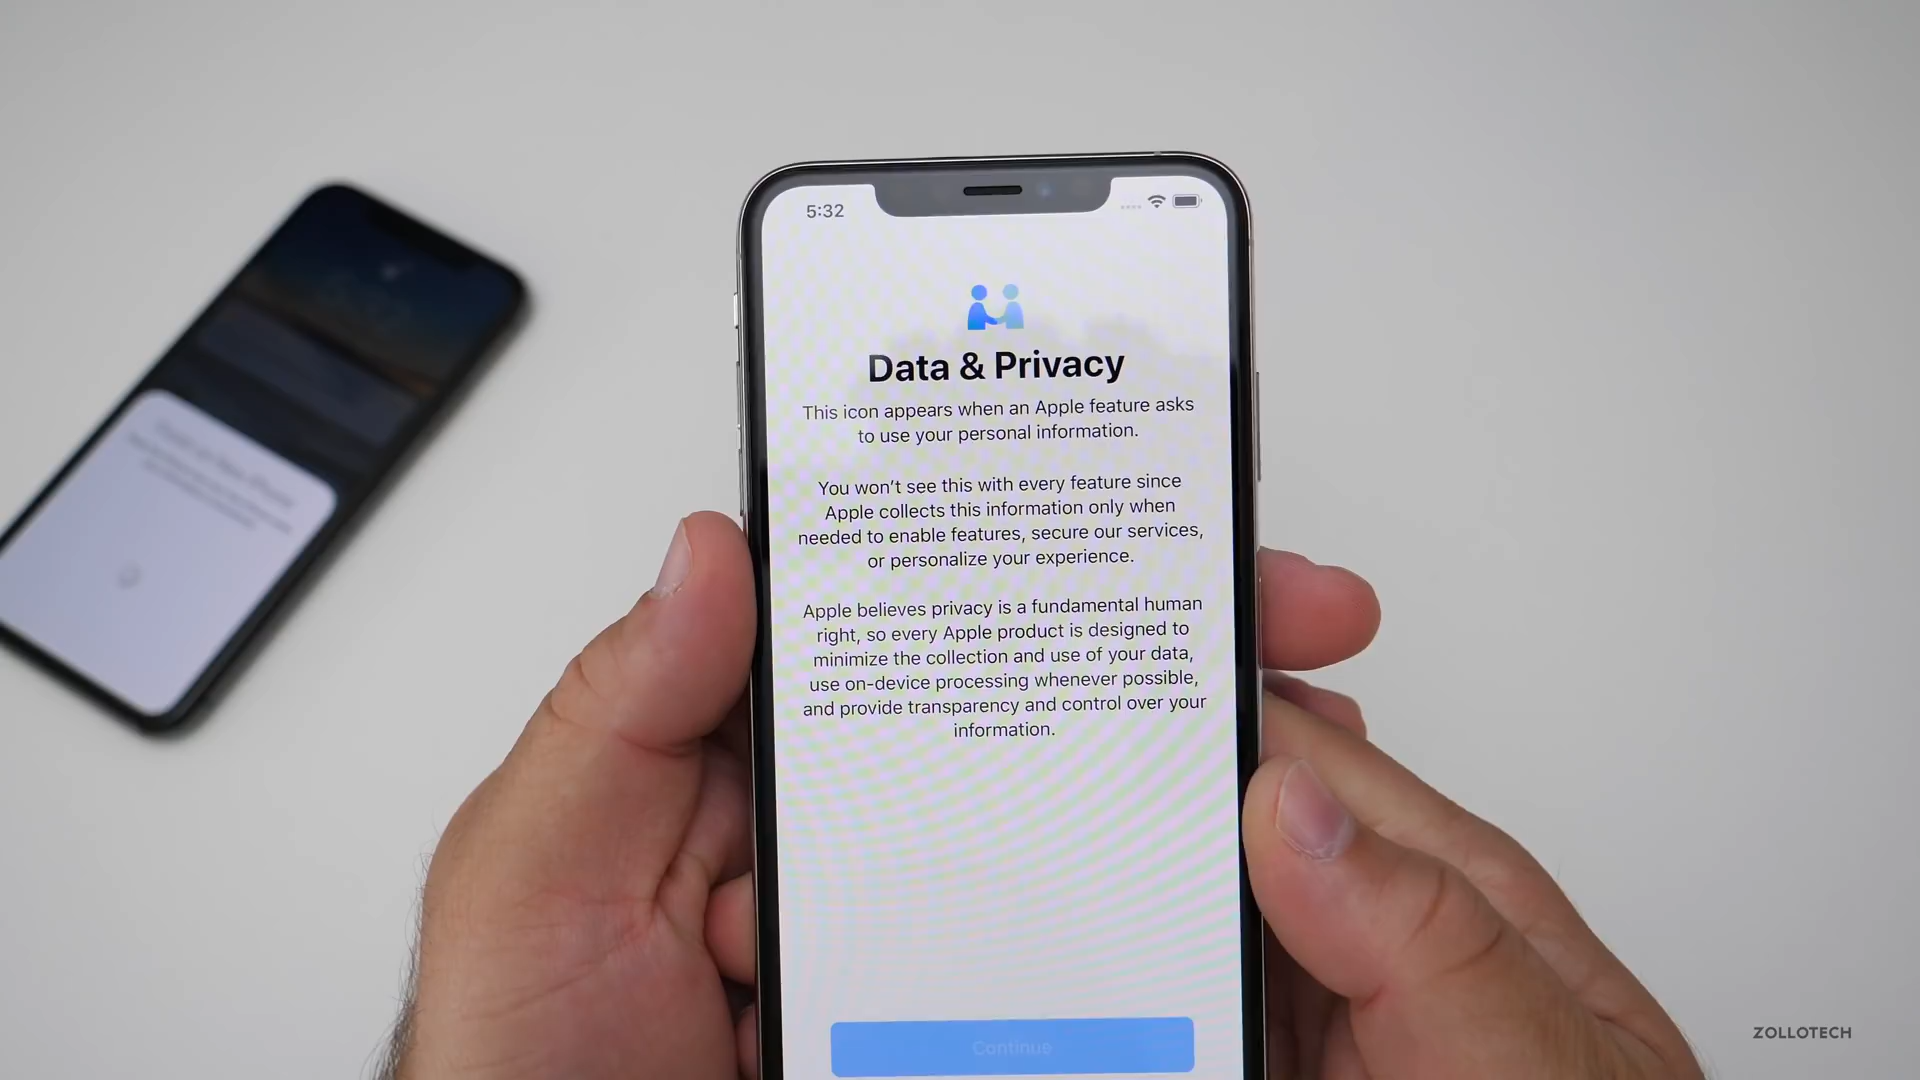 5:32
Data & Privacy
This icon appears when an Apple feature asks
to use your personal information.
You won’t see this with every feature since
Apple collects this information only when
needed to enable features, secure our services,
or personalize your experience.
Apple believes privacy is a fundamental human
right, so every Apple product is designed to
minimize the collection and use of your data,
use on-device processing whenever possible,
and provide transparency and control over your
information.
Continue
ZOLLOTECH